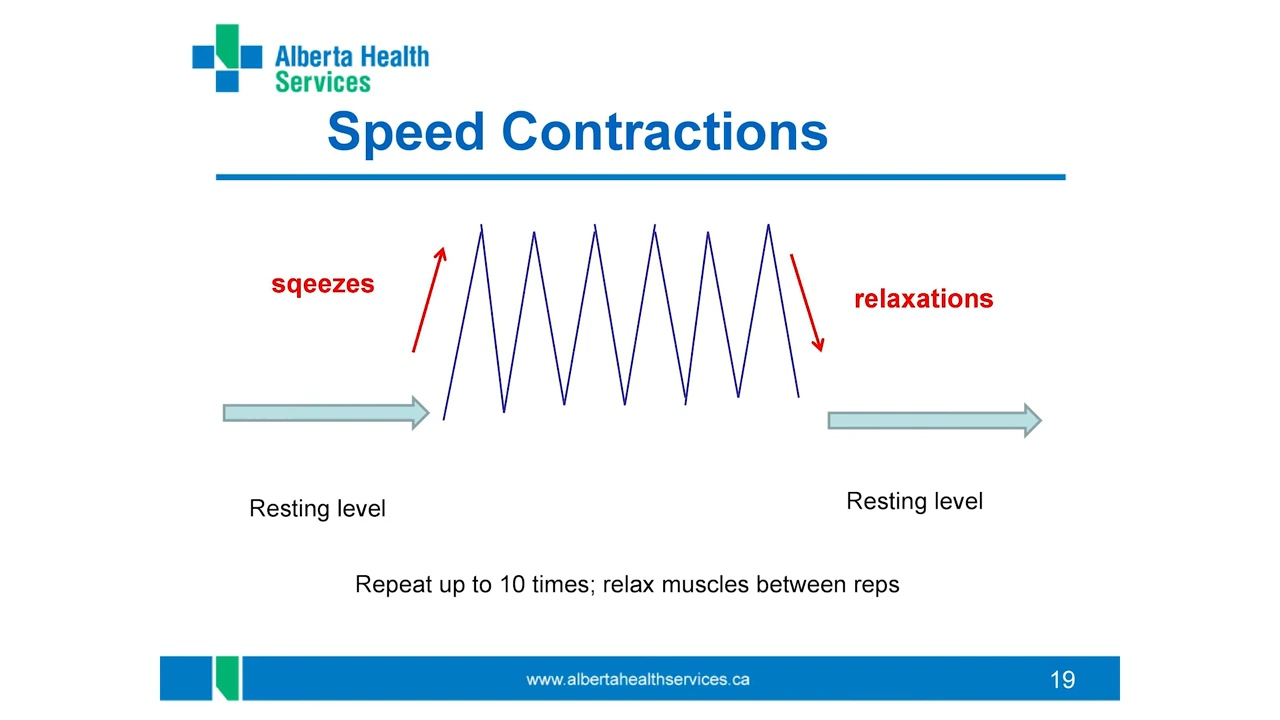 Alberta Health
Services
Speed Contractions
sqeezes
relaxations
Resting level
Resting level
Repeat up to 10 times; relax muscles between reps
www.albertahealthservices.ca
19